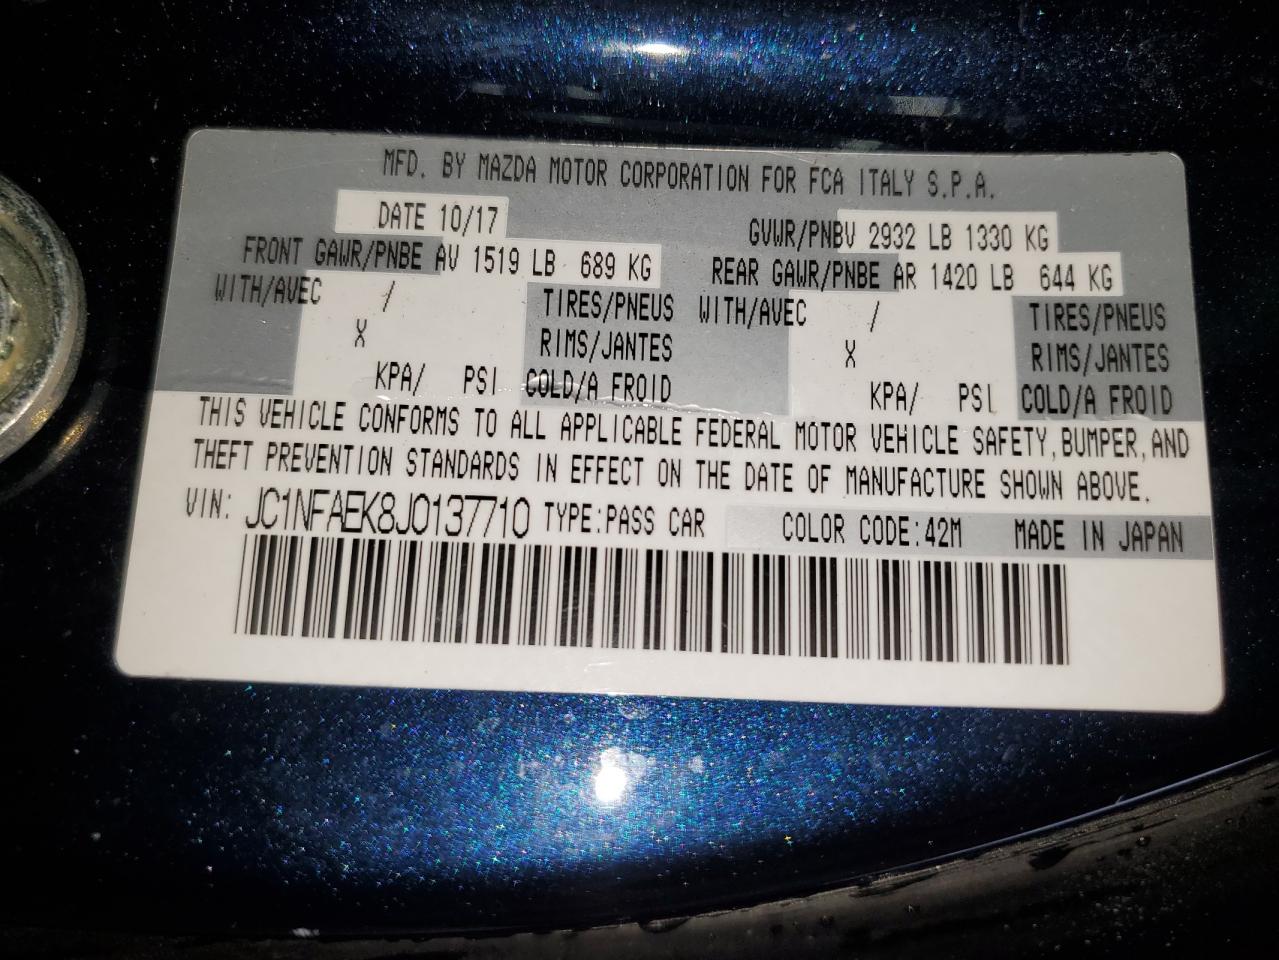 MFD. BY MAZDA MOTOR CORPORATION FOR FCA ITALY S.P.A.
DATE 10/17 GVWR/PNBV 2932 LB 1330 KG
FRONT GAWR/PNBE AV 1519 LB 689 KG REAR GAWR/PNBE AR 1420 LB 644 KG
WITH/AVEC / TIRES/PNEUS WITH/AVEC / TIRES/PNEUS
X RIMS/JANTES X RIMS/JANTES
KPA/ PSI COLD/A FROID KPA/ PSI COLD/A FROID
THIS VEHICLE CONFORMS TO ALL APPLICABLE FEDERAL MOTOR VEHICLE SAFETY, BUMPER, AND
THEFT PREVENTION STANDARDS IN EFFECT ON THE DATE OF MANUFACTURE SHOWN ABOVE.
VIN: JC1NFAEK8J0137710 TYPE:PASS CAR COLOR CODE:42M MADE IN JAPAN